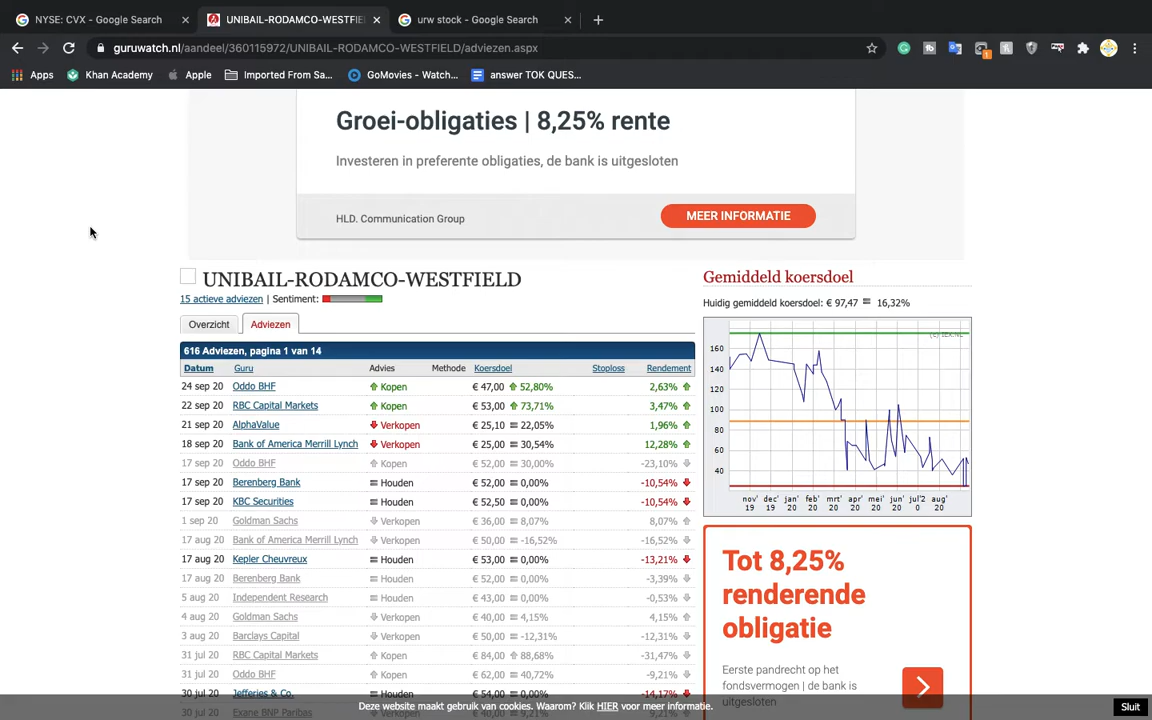 NYSE: CVX - Google Search
UNIBAIL-RODAMCO-WESTFIE
urw stock - Google Search
guruwatch.nl/aandeel/360115972/UNIBAIL-RODAMCO-WESTFIELD/adviezen.aspx
Apps
Khan Academy
Apple
Imported From Sa...
GoMovies - Watch...
answer TOK QUES...
Groei-obligaties | 8,25% rente
Investeren in preferente obligaties, de bank is uitgesloten
HLD. Communication Group
MEER INFORMATIE
UNIBAIL-RODAMCO-WESTFIELD
15 actieve adviezen | Sentiment:
Overzicht
Adviezen
616 Adviezen, pagina 1 van 14
Datum Guru Advies Methode Koersdoel Stoploss Rendement
24 sep 20 Oddo BHF Kopen € 47,00 52,80% 2,63%
22 sep 20 RBC Capital Markets Kopen € 53,00 73,71% 3,47%
21 sep 20 AlphaValue Verkopen € 25,10 = 22,05% 1,96%
18 sep 20 Bank of America Merrill Lynch Verkopen € 25,00 = 30,54% 12,28%
17 sep 20 Oddo BHF Kopen € 52,00 = 30,00% -23,10%
17 sep 20 Berenberg Bank = Houden € 52,00 = 0,00% -10,54%
17 sep 20 KBC Securities = Houden € 52,50 = 0,00% -10,54%
1 sep 20 Goldman Sachs Verkopen € 36,00 = 8,07% 8,07%
17 aug 20 Bank of America Merrill Lynch Verkopen € 50,00 = -16,52% -16,52%
17 aug 20 Kepler Cheuvreux = Houden € 53,00 = 0,00% -13,21%
17 aug 20 Berenberg Bank = Houden € 52,00 = 0,00% -3,39%
5 aug 20 Independent Research = Houden € 43,00 = 0,00% -0,53%
4 aug 20 Goldman Sachs Verkopen € 40,00 = 4,15% 4,15%
3 aug 20 Barclays Capital Verkopen € 50,00 = -12,31% -12,31%
31 jul 20 RBC Capital Markets Kopen € 84,00 88,68% -31,47%
31 jul 20 Oddo BHF Kopen € 62,00 = 40,72% -9,21%
30 jul 20 Jefferies & Co. = Houden € 54,00 = 0,00% -14,17%
30 jul 20 Exane BNP Paribas Verkopen € 40,00 = 9,21% 9,21%
Gemiddeld koersdoel
Huidig gemiddeld koersdoel: € 97,47 = 16,32%
(c) IEX.NL
160
140
120
100
80
60
40
nov' dec' jan' feb' mrt' apr' mei' jun' jul'2 aug'
19 19 20 20 20 20 20 20 0 20
Tot 8,25%
renderende
obligatie
Eerste pandrecht op het
fondsvermogen | de bank is
uitgesloten
Deze website maakt gebruik van cookies. Waarom? Klik HIER voor meer informatie.
Sluit